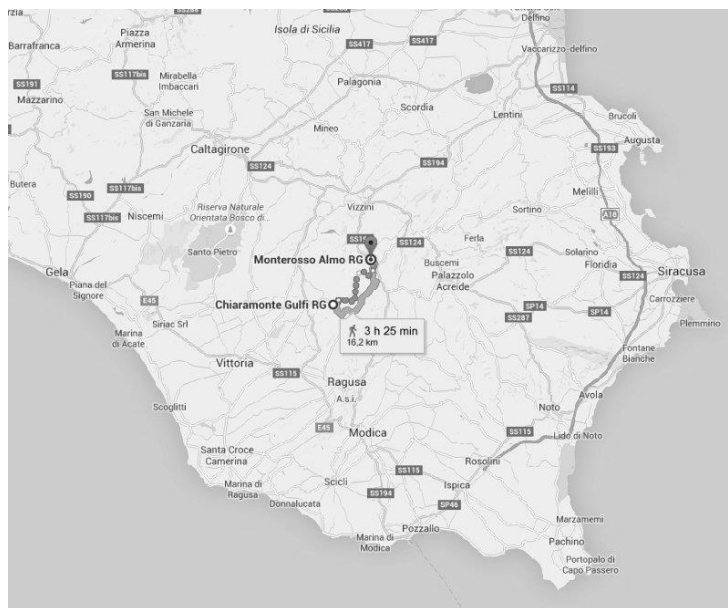 Isola di Sicilia
Delfino
Vaccarizzo-delfino
Barrafranca
Piazza
Armerina
SS417
SS417
SS117bis
SS191
Mazzarino
Mirabella
Imbaccari
Palagonia
SS114
San Michele
di Ganzaria
Scordia
Lentini
Brucoli
Mineo
Caltagirone
SS124
SS194
SS193
Augusta
Butera
SS190
SS117bis
SS117bis
Niscemi
Riserva Naturale
Orientata Bosco di...
Vizzini
Melilli
Santo Pietro
Sortino
A18
Monterosso Almo RG
SS124
Ferla
Buscemi
Palazzolo
Acreide
SS124
Solarino
Floridia
SS124
Siracusa
Gela
Piana del
Signore
E45
Chiaramonte Gulfi RG
SP14
SP14
SS287
Carrozziere
Plemmirio
Siriac Srl
Marina
di Acate
3 h 25 min
16,2 km
Fontane
Bianche
Vittoria
SS115
Ragusa
A.s.i.
Avola
Scoglitti
Noto
E45
Modica
SS115
Lido di Noto
Santa Croce
Camerina
SS115
Rosolini
Marina di
Ragusa
Scicli
SS194
Ispica
Donnalucata
SP46
Pozzallo
Marzamemi
Marina di
Modica
Pachino
Portopalo di
Capo Passero